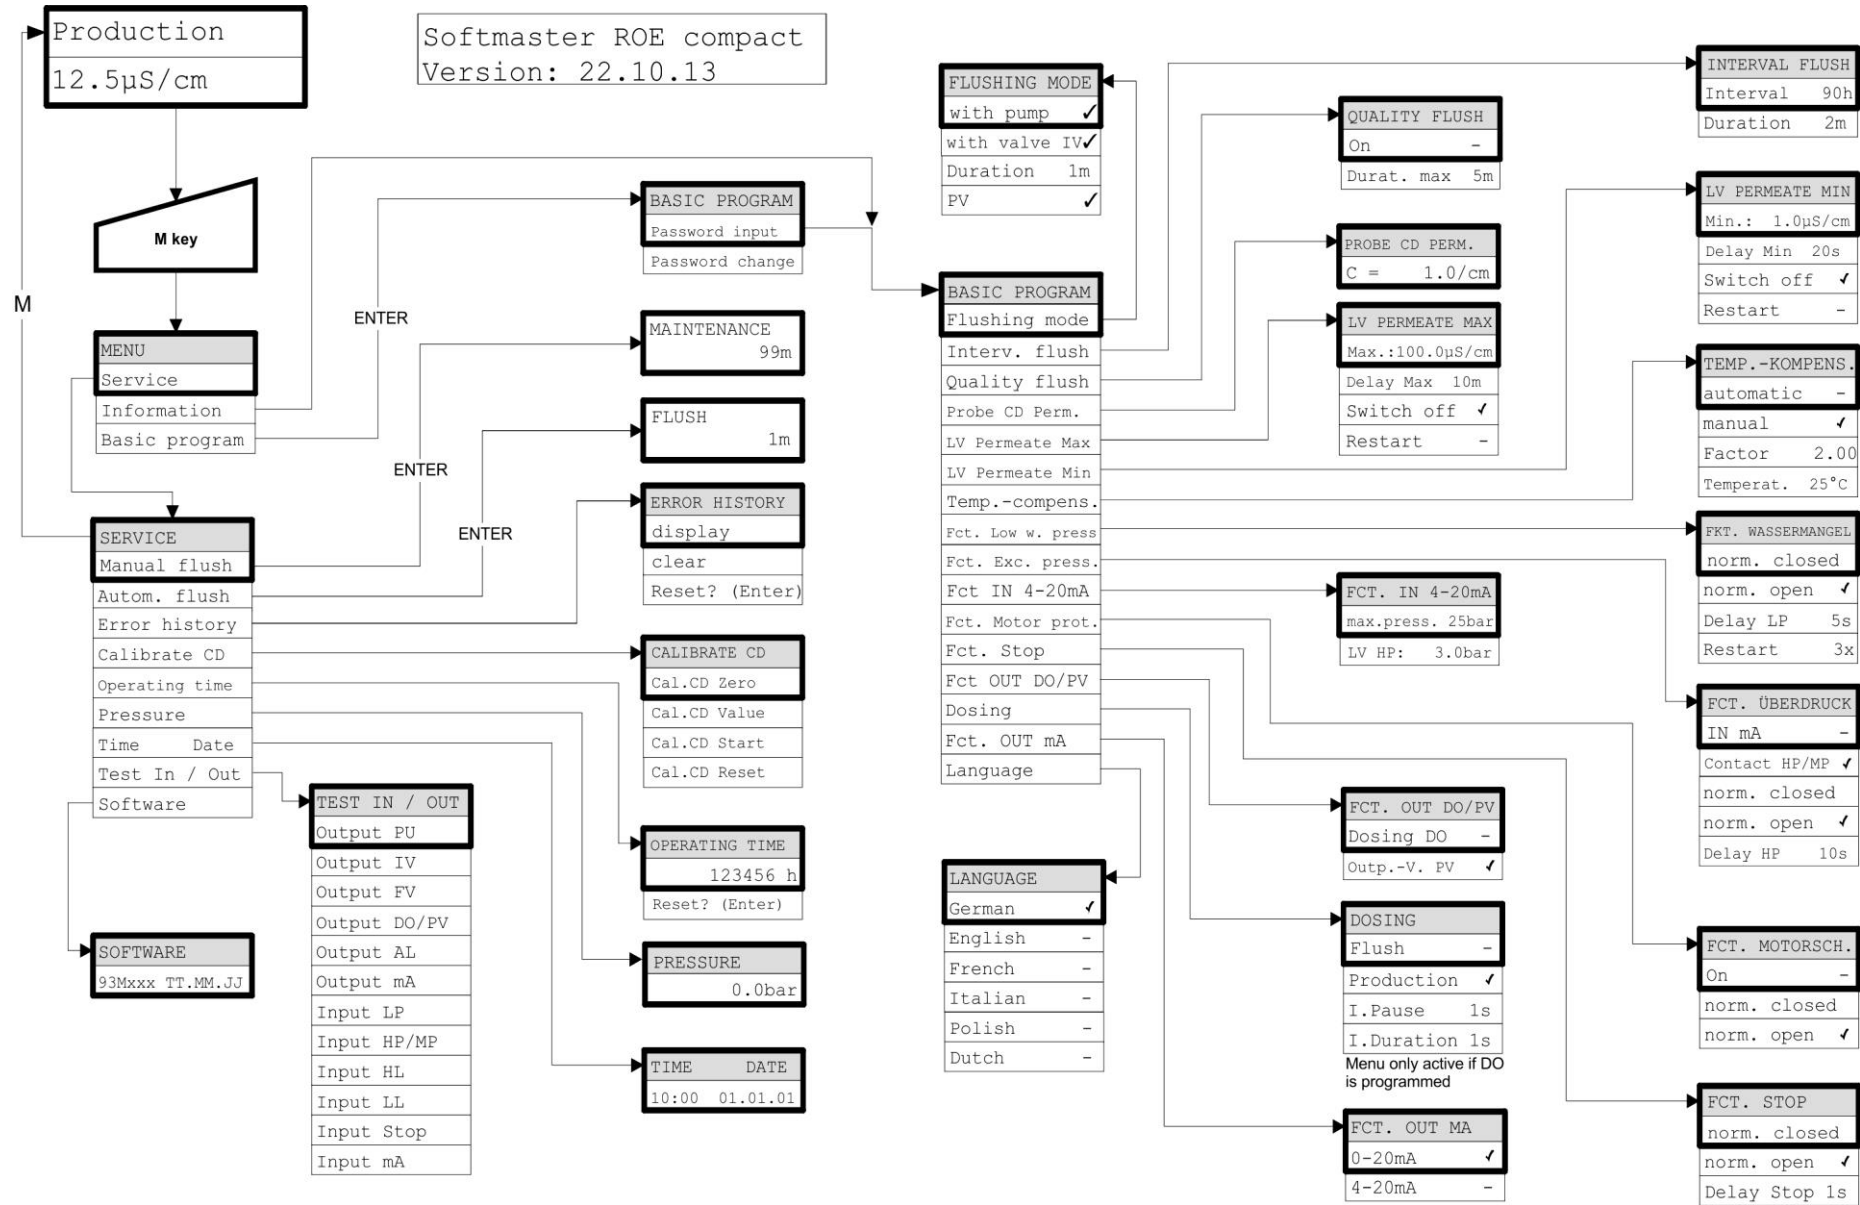 Production
12.5µS/cm
Softmaster ROE compact
Version: 22.10.13
M key
M
MENU
Service
Information
Basic program
ENTER
ENTER
ENTER
SERVICE
Manual flush
Autom. flush
Error history
Calibrate CD
Operating time
Pressure
Time Date
Test In / Out
Software
SOFTWARE
93Mxxx TT.MM.JJ
TEST IN / OUT
Output PU
Output IV
Output FV
Output DO/PV
Output AL
Output mA
Input LP
Input HP/MP
Input HL
Input LL
Input Stop
Input mA
BASIC PROGRAM
Password input
Password change
MAINTENANCE
99m
FLUSH
1m
ERROR HISTORY
display
clear
Reset? (Enter)
CALIBRATE CD
Cal.CD Zero
Cal.CD Value
Cal.CD Start
Cal.CD Reset
OPERATING TIME
123456 h
Reset? (Enter)
PRESSURE
0.0bar
TIME DATE
10:00 01.01.01
FLUSHING MODE
with pump ✓
with valve IV✓
Duration 1m
PV ✓
BASIC PROGRAM
Flushing mode
Interv. flush
Quality flush
Probe CD Perm.
LV Permeate Max
LV Permeate Min
Temp.-compens.
Fct. Low w. press
Fct. Exc. press.
Fct IN 4-20mA
Fct. Motor prot.
Fct. Stop
Fct OUT DO/PV
Dosing
Fct. OUT mA
Language
LANGUAGE
German ✓
English -
French -
Italian -
Polish -
Dutch -
QUALITY FLUSH
On -
Durat. max 5m
PROBE CD PERM.
C = 1.0/cm
LV PERMEATE MAX
Max.:100.0µS/cm
Delay Max 10m
Switch off ✓
Restart -
FCT. IN 4-20mA
max.press. 25bar
LV HP: 3.0bar
FCT. OUT DO/PV
Dosing DO -
Outp.-V. PV ✓
DOSING
Flush -
Production ✓
I.Pause 1s
I.Duration 1s
Menu only active if DO
is programmed
FCT. OUT MA
0-20mA ✓
4-20mA -
INTERVAL FLUSH
Interval 90h
Duration 2m
LV PERMEATE MIN
Min.: 1.0µS/cm
Delay Min 20s
Switch off ✓
Restart -
TEMP.-KOMPENS.
automatic -
manual ✓
Factor 2.00
Temperat. 25°C
FKT. WASSERMANGEL
norm. closed
norm. open ✓
Delay LP 5s
Restart 3x
FCT. ÜBERDRUCK
IN mA -
Contact HP/MP ✓
norm. closed
norm. open ✓
Delay HP 10s
FCT. MOTORSCH.
On -
norm. closed
norm. open ✓
FCT. STOP
norm. closed
norm. open ✓
Delay Stop 1s